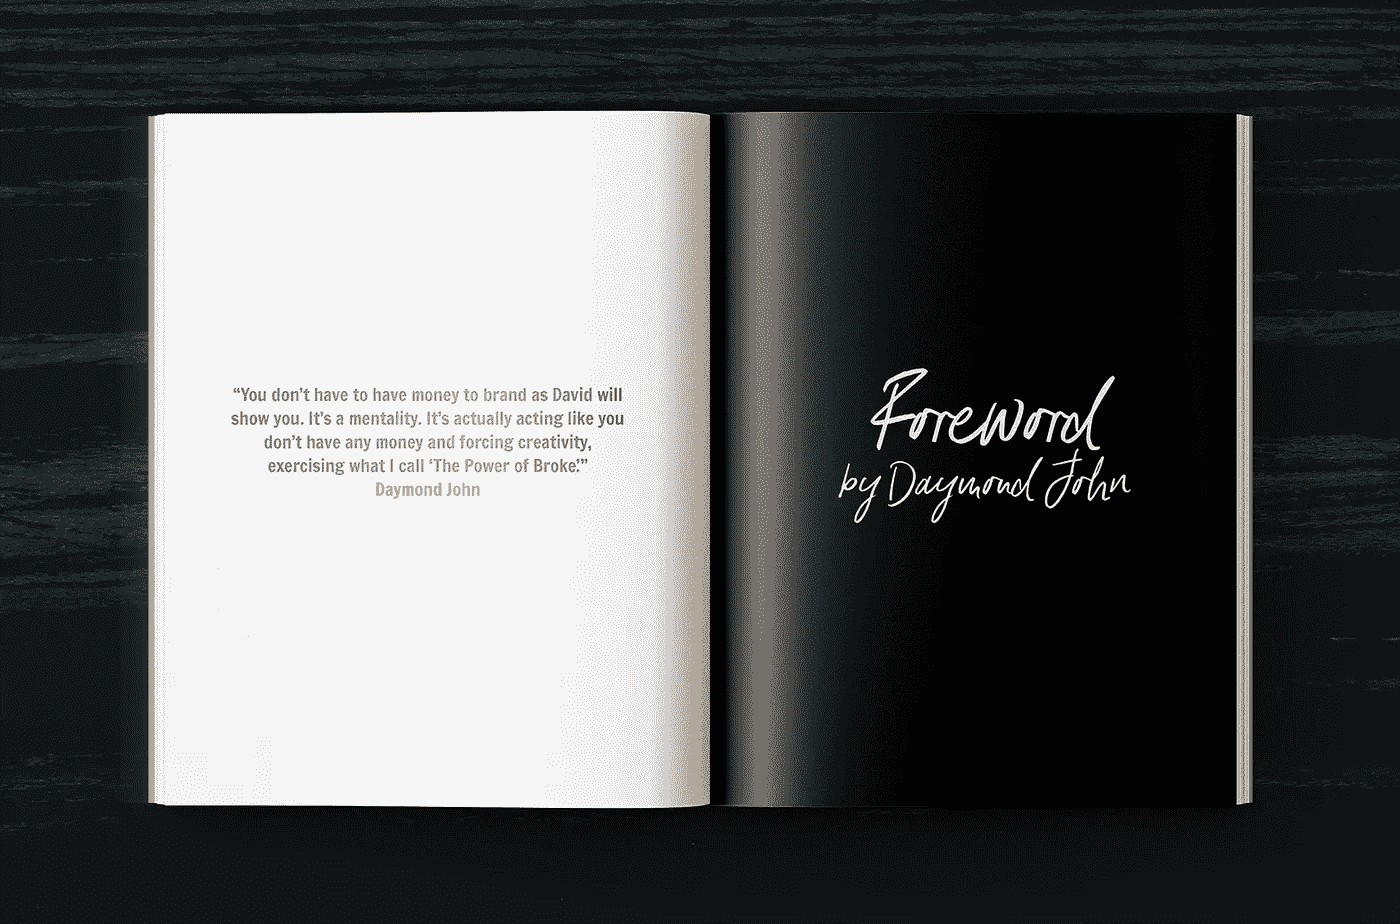 “You don’t have to have money to brand as David will
show you. It’s a mentality. It’s actually acting like you
don’t have any money and forcing creativity,
exercising what I call ‘The Power of Broke.’”
Daymond John
Foreword
by Daymond John